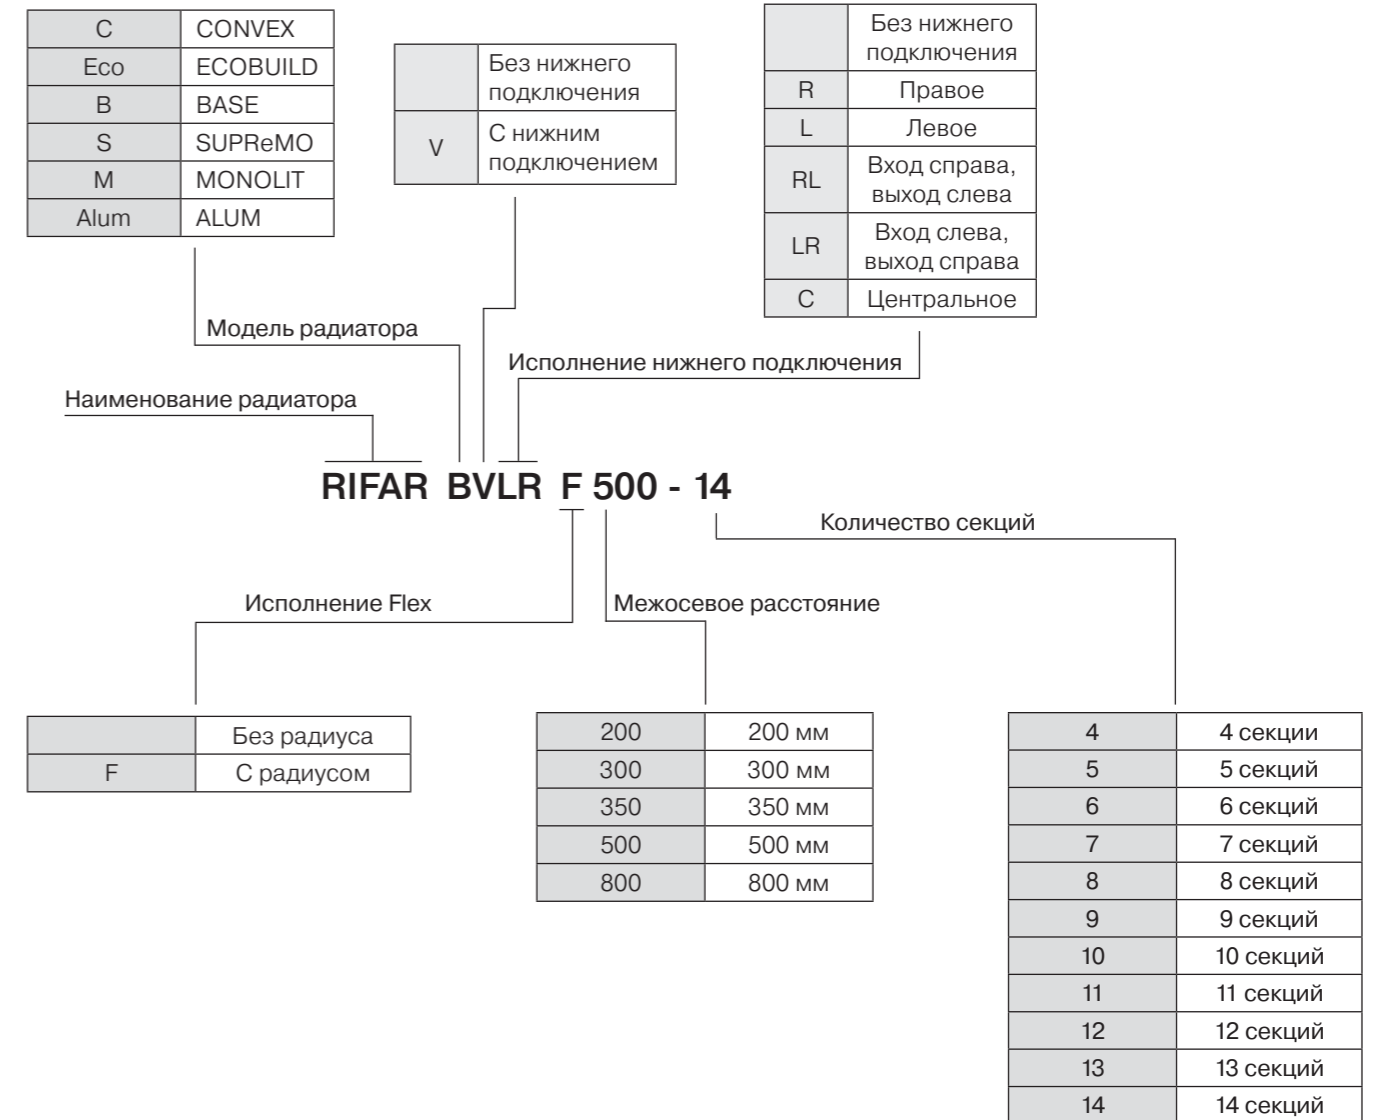 C CONVEX
Eco ECOBUILD
B BASE
S SUPReMO
M MONOLIT
Alum ALUM
Без нижнего
подключения
V С нижним
подключением
Без нижнего
подключения
R Правое
L Левое
RL Вход справа,
выход слева
LR Вход слева,
выход справа
C Центральное
Модель радиатора
Исполнение нижнего подключения
Наименование радиатора
RIFAR BVLR F 500 - 14
Количество секций
Исполнение Flex
Межосевое расстояние
Без радиуса
F С радиусом
200 200 мм
300 300 мм
350 350 мм
500 500 мм
800 800 мм
4 4 секции
5 5 секций
6 6 секций
7 7 секций
8 8 секций
9 9 секций
10 10 секций
11 11 секций
12 12 секций
13 13 секций
14 14 секций